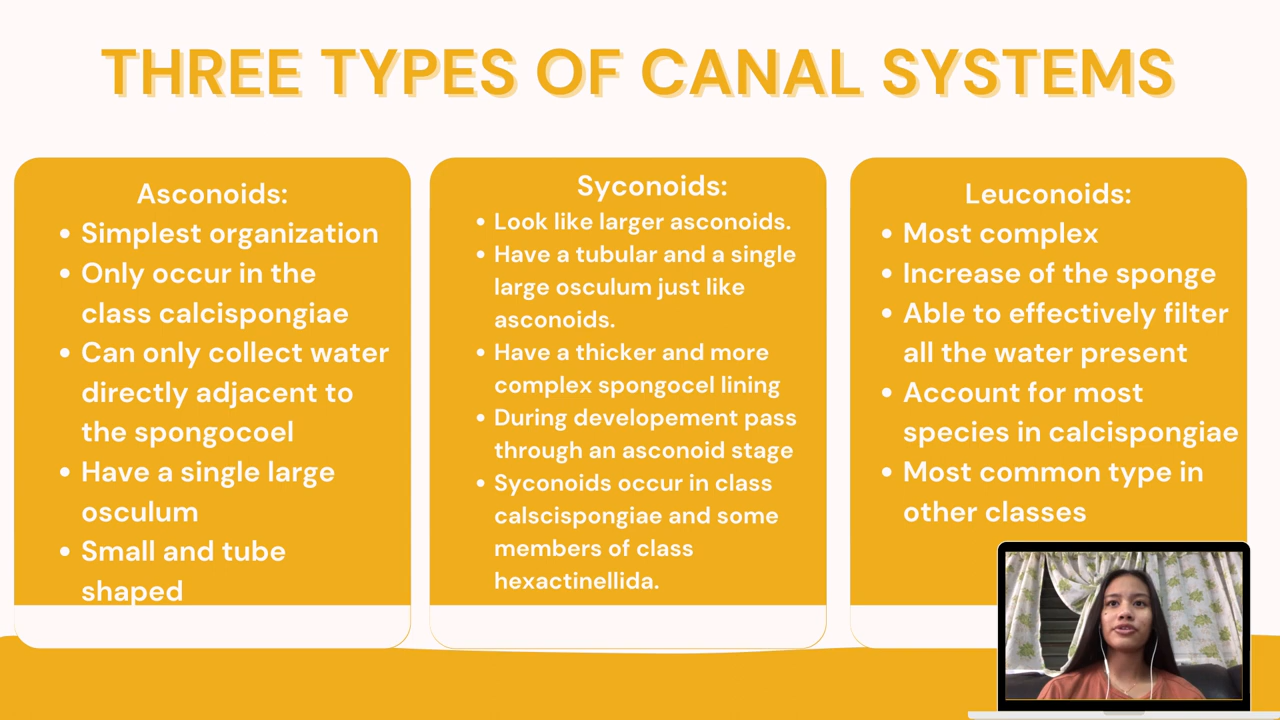 THREE TYPES OF CANAL SYSTEMS
Asconoids:
• Simplest organization
• Only occur in the
class calcispongiae
• Can only collect water
directly adjacent to
the spongocoel
• Have a single large
osculum
• Small and tube
shaped
Syconoids:
• Look like larger asconoids.
• Have a tubular and a single
large osculum just like
asconoids.
• Have a thicker and more
complex spongocel lining
• During developement pass
through an asconoid stage
• Syconoids occur in class
calscispongiae and some
members of class
hexactinellida.
Leuconoids:
• Most complex
• Increase of the sponge
• Able to effectively filter
all the water present
• Account for most
species in calcispongiae
• Most common type in
other classes